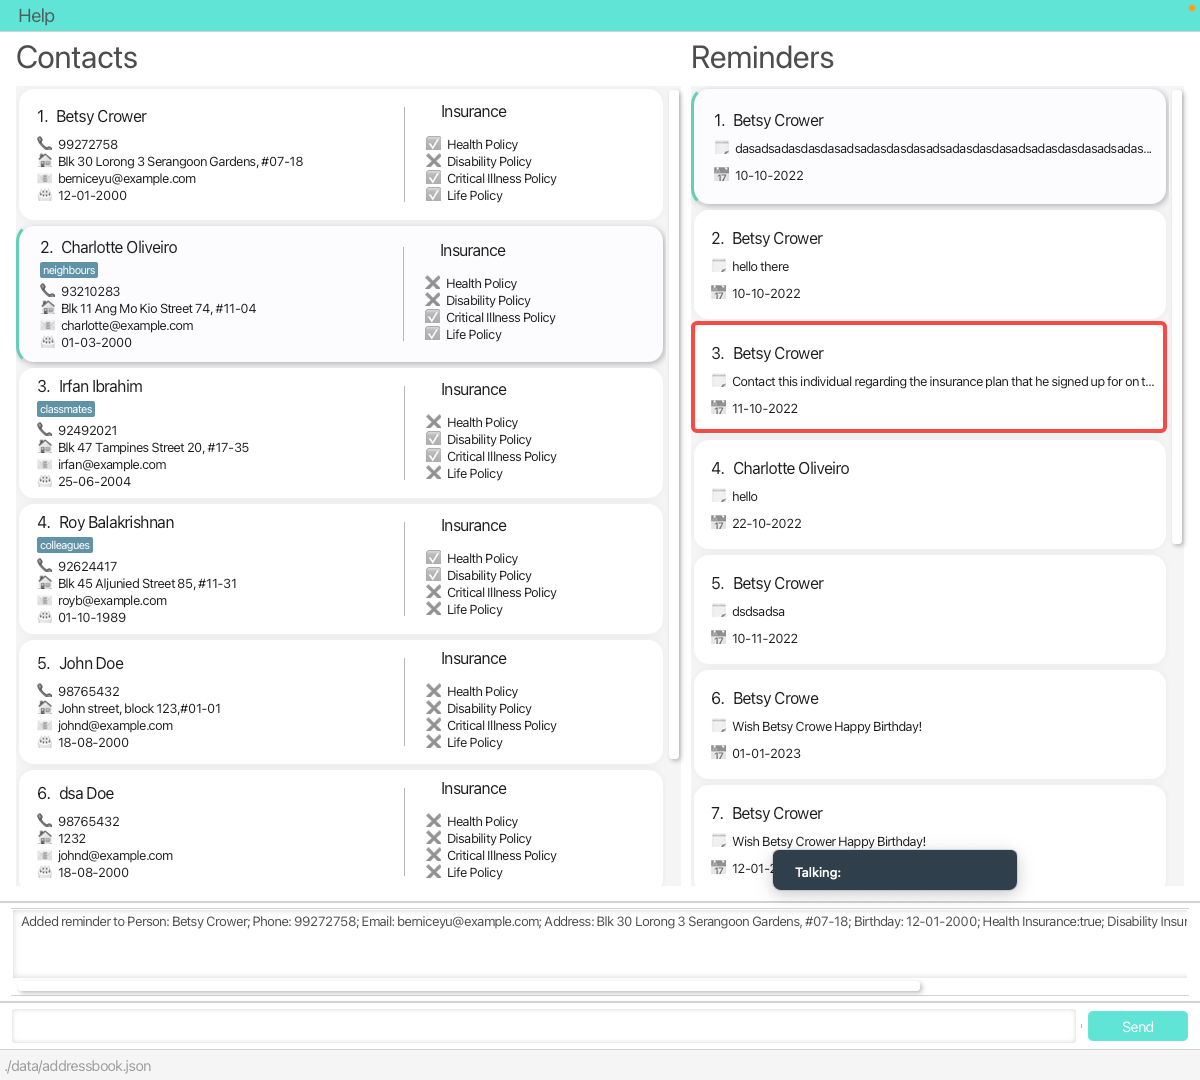 Help
Contacts
1. Betsy Crower
99272758
Blk 30 Lorong 3 Serangoon Gardens, #07-18
berniceyu@example.com
12-01-2000
Insurance
Health Policy
Disability Policy
Critical Illness Policy
Life Policy
2. Charlotte Oliveiro
neighbours
93210283
Blk 11 Ang Mo Kio Street 74, #11-04
charlotte@example.com
01-03-2000
Insurance
Health Policy
Disability Policy
Critical Illness Policy
Life Policy
3. Irfan Ibrahim
classmates
92492021
Blk 47 Tampines Street 20, #17-35
irfan@example.com
25-06-2004
Insurance
Health Policy
Disability Policy
Critical Illness Policy
Life Policy
4. Roy Balakrishnan
colleagues
92624417
Blk 45 Aljunied Street 85, #11-31
royb@example.com
01-10-1989
Insurance
Health Policy
Disability Policy
Critical Illness Policy
Life Policy
5. John Doe
98765432
John street, block 123,#01-01
johnd@example.com
18-08-2000
Insurance
Health Policy
Disability Policy
Critical Illness Policy
Life Policy
6. dsa Doe
98765432
1232
johnd@example.com
18-08-2000
Insurance
Health Policy
Disability Policy
Critical Illness Policy
Life Policy
Reminders
1. Betsy Crower
dasadsadasdasdasadsadasdasdasadsadasdasdasadsadasdasdasadsadas...
10-10-2022
2. Betsy Crower
hello there
10-10-2022
3. Betsy Crower
Contact this individual regarding the insurance plan that he signed up for on t...
11-10-2022
4. Charlotte Oliveiro
hello
22-10-2022
5. Betsy Crower
dsdsadsa
10-11-2022
6. Betsy Crowe
Wish Betsy Crowe Happy Birthday!
01-01-2023
7. Betsy Crower
Wish Betsy Crower Happy Birthday!
12-01-2
Talking:
Added reminder to Person: Betsy Crower; Phone: 99272758; Email: berniceyu@example.com; Address: Blk 30 Lorong 3 Serangoon Gardens, #07-18; Birthday: 12-01-2000; Health Insurance:true; Disability Insur
Send
./data/addressbook.json